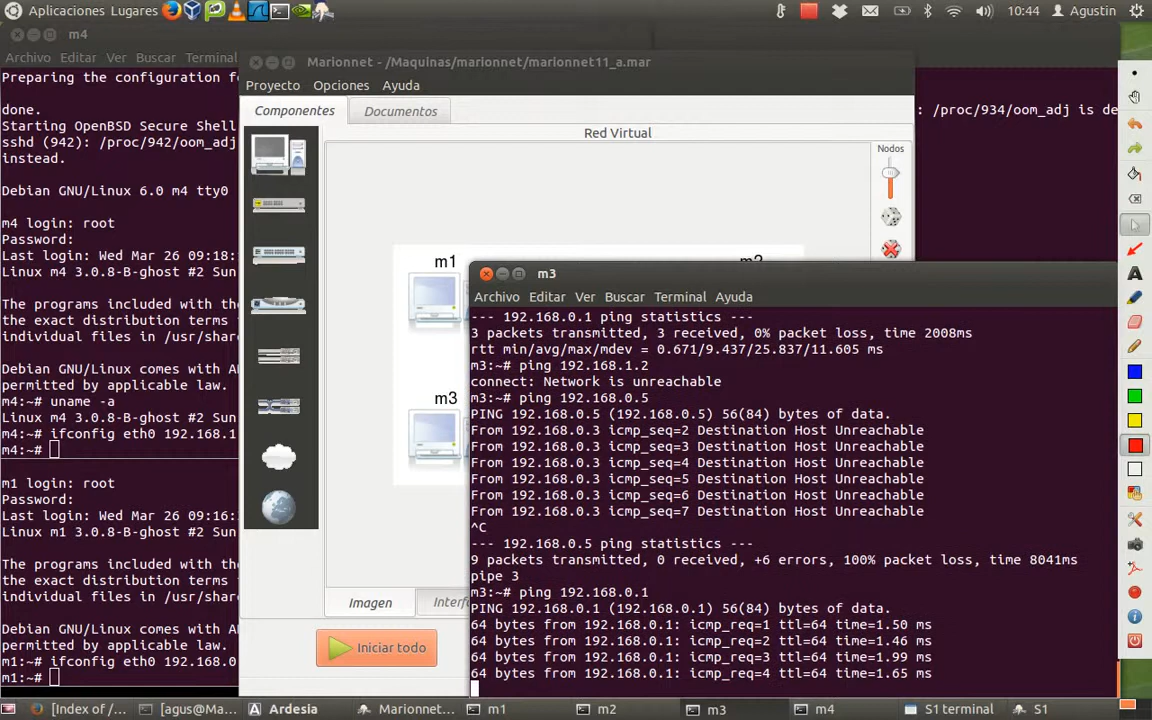 Aplicaciones Lugares
10:44 Agustin
m4
Archivo Editar Ver Buscar Terminal
Preparing the configuration fo
done.
Starting OpenBSD Secure Shell
sshd (942): /proc/942/oom_adj
instead.
Debian GNU/Linux 6.0 m4 tty0
m4 login: root
Password:
Last login: Wed Mar 26 09:18:
Linux m4 3.0.8-B-ghost #2 Sun
The programs included with the
the exact distribution terms
individual files in /usr/share
Debian GNU/Linux comes with AB
permitted by applicable law.
m4:~# uname -a
Linux m4 3.0.8-B-ghost #2 Sun
m4:~# ifconfig eth0 192.168.1
m4:~#
: /proc/934/oom_adj is de
m1 login: root
Password:
Last login: Wed Mar 26 09:16:
Linux m1 3.0.8-B-ghost #2 Sun
The programs included with the
the exact distribution terms
individual files in /usr/share
Debian GNU/Linux comes with AB
permitted by applicable law.
m1:~# ifconfig eth0 192.168.0
m1:~#
Marionnet - /Maquinas/marionnet/marionnet11_a.mar
Proyecto Opciones Ayuda
Componentes Documentos
Red Virtual
Nodos
m1
m3
Imagen Interf
Iniciar todo
m3
Archivo Editar Ver Buscar Terminal Ayuda
--- 192.168.0.1 ping statistics ---
3 packets transmitted, 3 received, 0% packet loss, time 2008ms
rtt min/avg/max/mdev = 0.671/9.437/25.837/11.605 ms
m3:~# ping 192.168.1.2
connect: Network is unreachable
m3:~# ping 192.168.0.5
PING 192.168.0.5 (192.168.0.5) 56(84) bytes of data.
From 192.168.0.3 icmp_seq=2 Destination Host Unreachable
From 192.168.0.3 icmp_seq=3 Destination Host Unreachable
From 192.168.0.3 icmp_seq=4 Destination Host Unreachable
From 192.168.0.3 icmp_seq=5 Destination Host Unreachable
From 192.168.0.3 icmp_seq=6 Destination Host Unreachable
From 192.168.0.3 icmp_seq=7 Destination Host Unreachable
^C
--- 192.168.0.5 ping statistics ---
9 packets transmitted, 0 received, +6 errors, 100% packet loss, time 8041ms
pipe 3
m3:~# ping 192.168.0.1
PING 192.168.0.1 (192.168.0.1) 56(84) bytes of data.
64 bytes from 192.168.0.1: icmp_req=1 ttl=64 time=1.50 ms
64 bytes from 192.168.0.1: icmp_req=2 ttl=64 time=1.46 ms
64 bytes from 192.168.0.1: icmp_req=3 ttl=64 time=1.99 ms
64 bytes from 192.168.0.1: icmp_req=4 ttl=64 time=1.65 ms
[Index of /... [agus@Ma... Ardesia Marionnet... m1 m2 m3 m4 S1 terminal S1